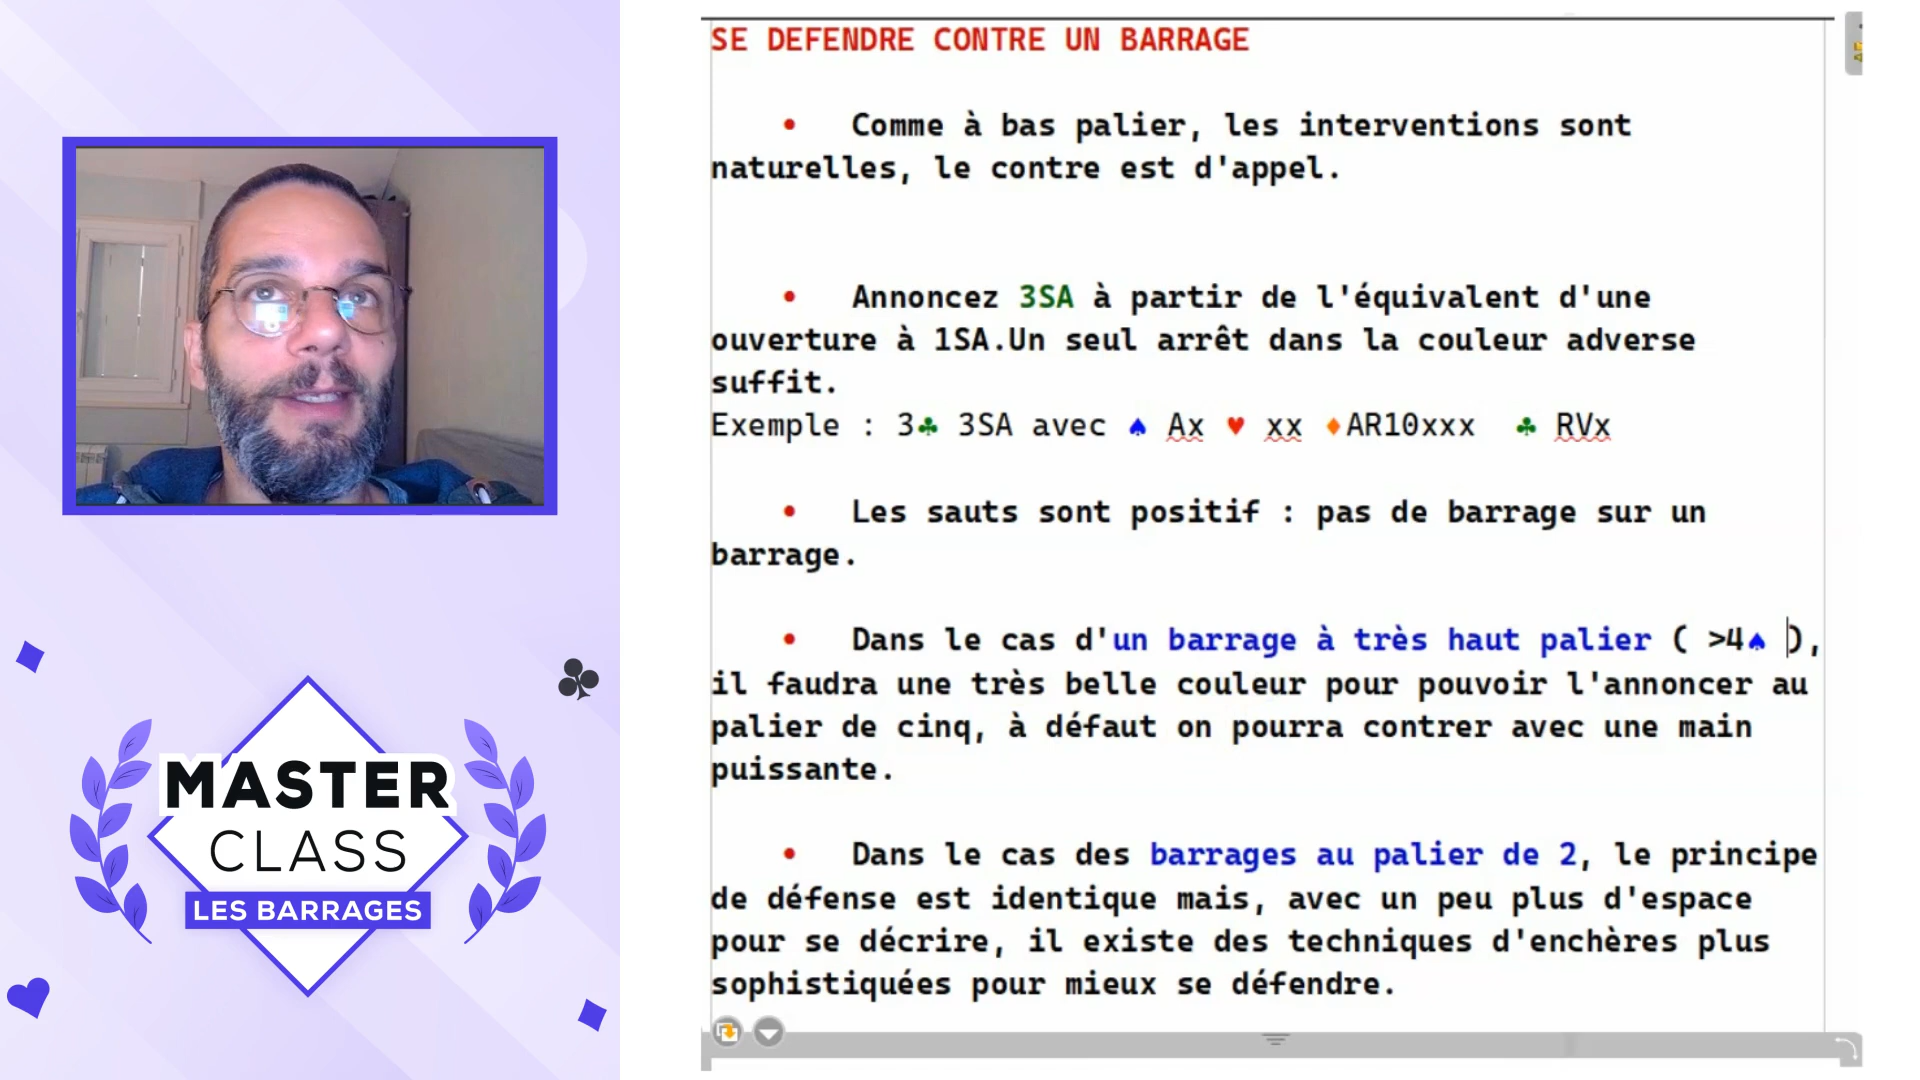 SE DEFENDRE CONTRE UN BARRAGE
• Comme à bas palier, les interventions sont
naturelles, le contre est d'appel.
• Annoncez 3SA à partir de l'équivalent d'une
ouverture à 1SA.Un seul arrêt dans la couleur adverse
suffit.
Exemple : 3♣ 3SA avec ♠ Ax ♥ xx ♦AR10xxx ♣ RVx
• Les sauts sont positif : pas de barrage sur un
barrage.
• Dans le cas d'un barrage à très haut palier ( >4♠ ),
il faudra une très belle couleur pour pouvoir l'annoncer au
palier de cinq, à défaut on pourra contrer avec une main
puissante.
• Dans le cas des barrages au palier de 2, le principe
de défense est identique mais, avec un peu plus d'espace
pour se décrire, il existe des techniques d'enchères plus
sophistiquées pour mieux se défendre.
MASTER
CLASS
LES BARRAGES